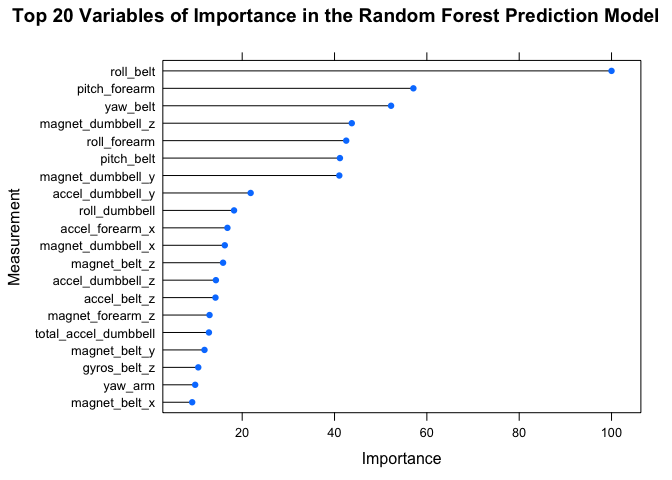 Top 20 Variables of Importance in the Random Forest Prediction Model
roll_belt
pitch_forearm
yaw_belt
magnet_dumbbell_z
roll_forearm
pitch_belt
magnet_dumbbell_y
accel_dumbbell_y
roll_dumbbell
accel_forearm_x
magnet_dumbbell_x
magnet_belt_z
accel_dumbbell_z
accel_belt_z
magnet_forearm_z
total_accel_dumbbell
magnet_belt_y
gyros_belt_z
yaw_arm
magnet_belt_x
Measurement
20 40 60 80 100
Importance